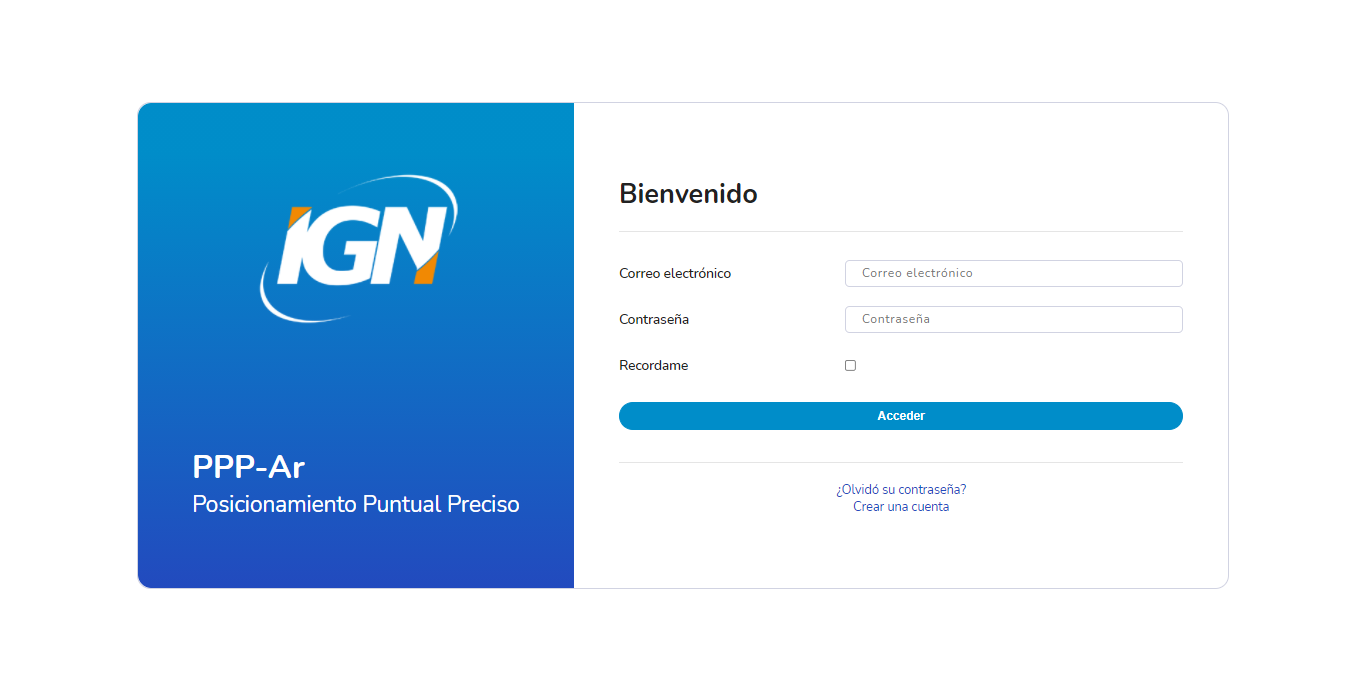 IGN
PPP-Ar
Posicionamiento Puntual Preciso
Bienvenido
Correo electrónico
Correo electrónico
Contraseña
Contraseña
Recordame
Acceder
¿Olvidó su contraseña?
Crear una cuenta